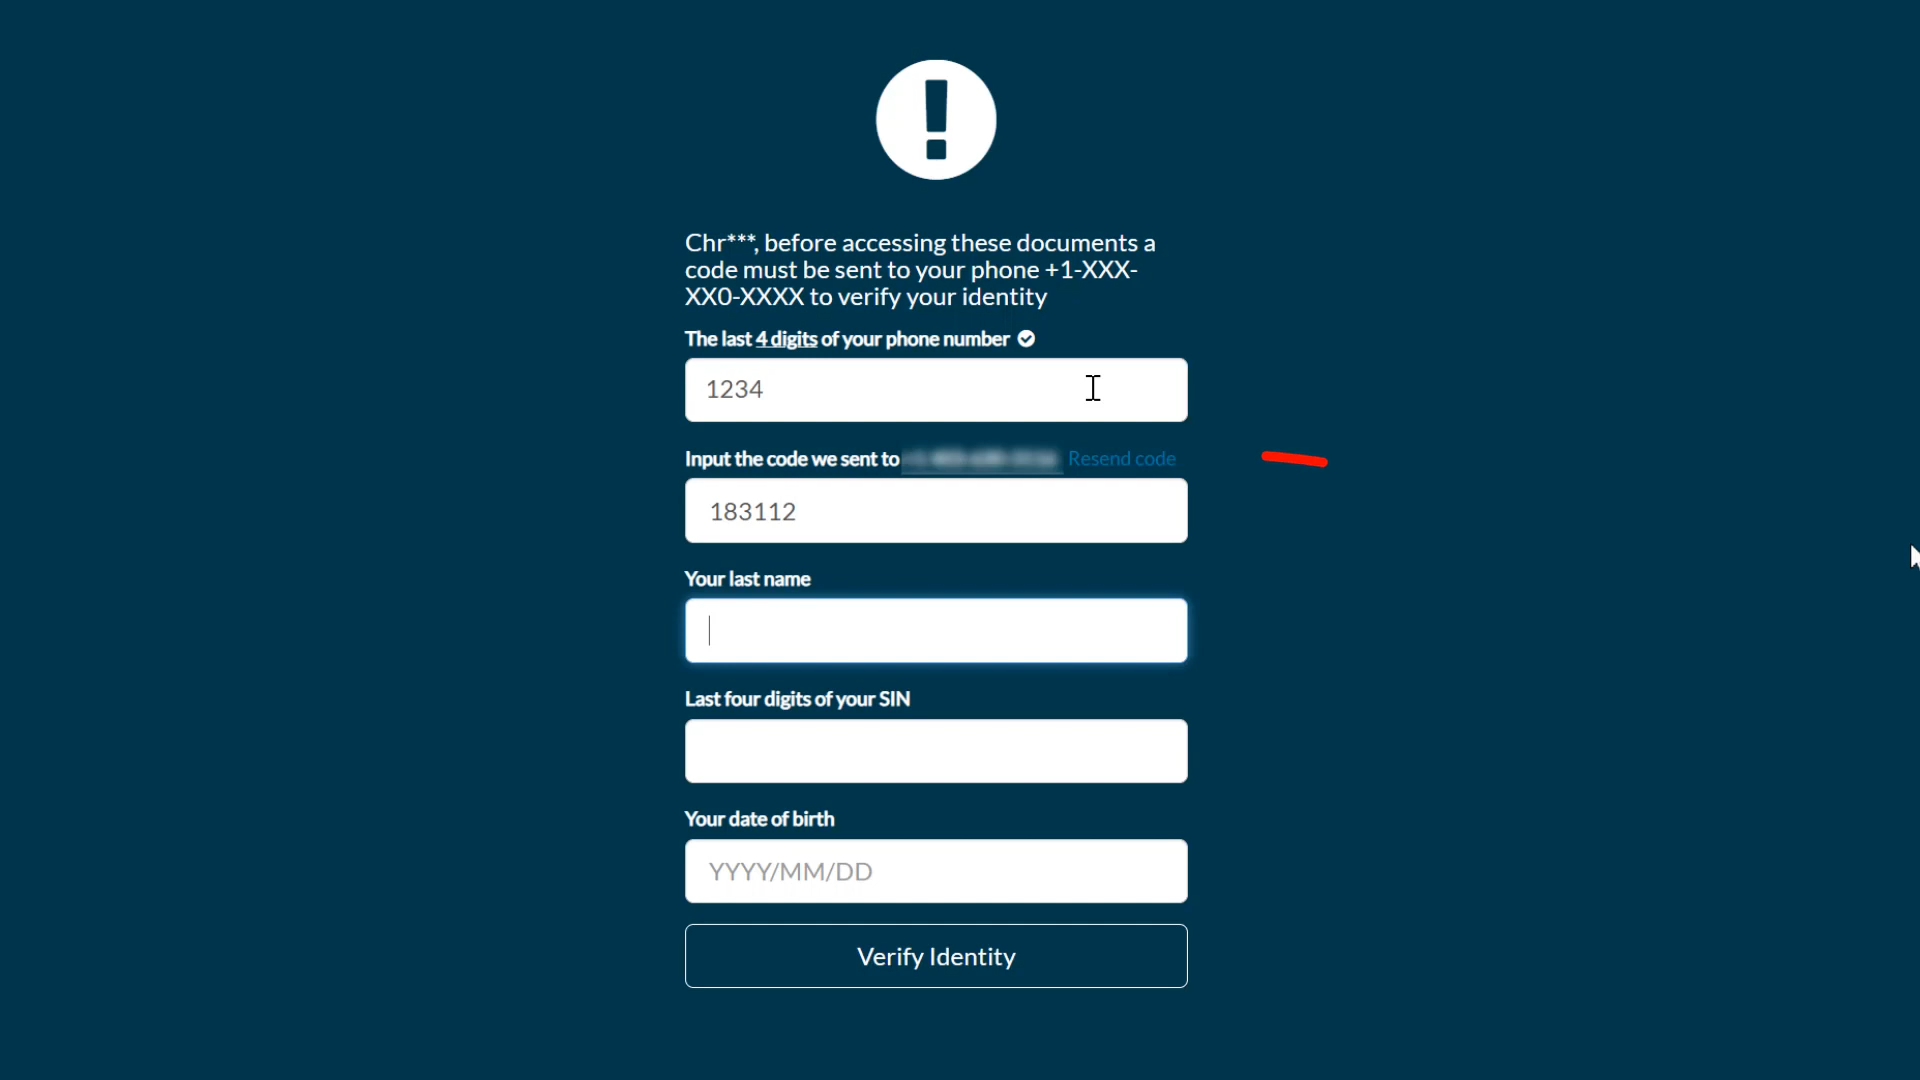 Chr***, before accessing these documents a
code must be sent to your phone +1-XXX-
XX0-XXXX to verify your identity
The last 4 digits of your phone number
1234
Input the code we sent to Resend code
183112
Your last name
Last four digits of your SIN
Your date of birth
YYYY/MM/DD
Verify Identity